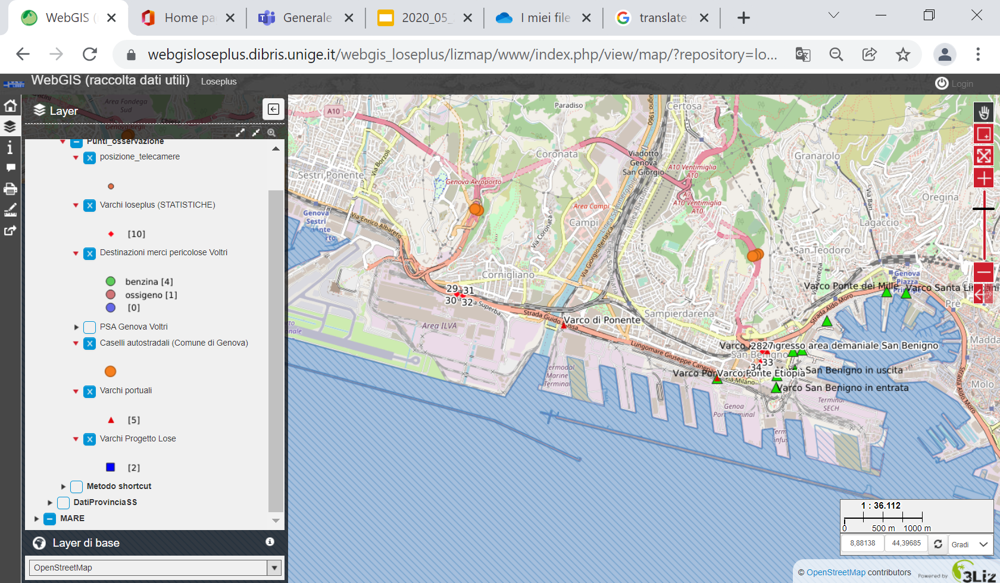 WebGIS (
Home pa
Generale
2020_05_
I miei file
translate
webgisloseplus.dibris.unige.it/webgis_loseplus/lizmap/www/index.php/view/map/?repository=lo...
WebGIS (raccolta dati utili)
Loseplus
Login
Layer
Area Fondega
Sud
Punti_osservazione
posizione_telecamere
Varchi loseplus (STATISTICHE)
[10]
Destinazioni merci pericolose Voltri
benzina [4]
ossigeno [1]
[0]
PSA Genova Voltri
Caselli autostradali (Comune di Genova)
Varchi portuali
[5]
Varchi Progetto Lose
[2]
Metodo shortcut
DatiProvinciaSS
MARE
Layer di base
OpenStreetMap
A10
Paradiso
Certosa
Coronata
Viadotto
Genova
San Giorgio
Granarolo
A10 Ventimiglia
A10
Sestri Ponente
Via Borzoli
Genova Aeroporto
A7
A10 Ventimiglia
A10
Oregina
Via Bari
Area Campi
Campi
Lagaccio
Genova
Sestri
Via Enrico Albareto
Via Coronata
Via Giorgio Perlasca
San Teodoro
Cornigliano
Genova
Piazza
Varco Ponte dei Mille
Varco Santa Li
29
31
30
32
a Superba
Strada Guido
Sampierdarena
Strada Aldo Moro
Prè
Area ILVA
Varco di Ponente
Lungomare Giuseppe Canepa
Varco
2827
gresso area demaniale San Benigno
San Benigno
33
34
Madda
Varco Por
Varco Ponte Etiopia
Via Milano
San Benigno in uscita
Varco San Benigno in entrata
Strada Aldo Moro
Molo
Marine
Terminal
Genoa
Port Terminal
Terminal
SECH
1 : 36.112
0
500 m
1000 m
8,88138
44,39685
Gradi
© OpenStreetMap contributors
Powered by
3Liz